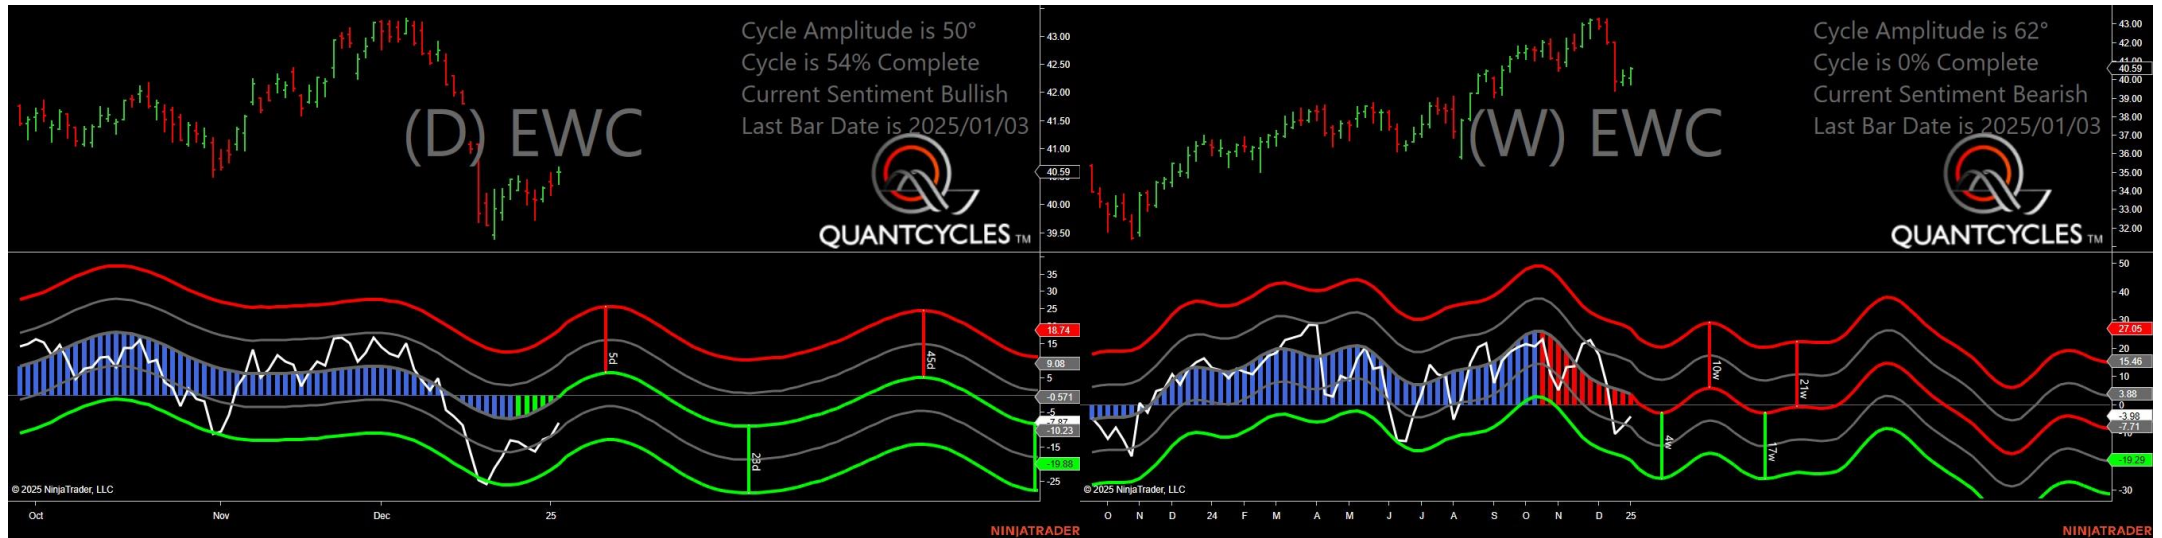 Cycle Amplitude is 50°
Cycle is 54% Complete
Current Sentiment Bullish
Last Bar Date is 2025/01/03
(D) EWC
QUANTCYCLES TM
43.00
42.50
42.00
41.50
41.00
40.59
40.00
39.50
35
30
25
18.74
15
9.08
5
-0.571
-5
-10.23
-15
-19.88
-25
5d
45d
23d
© 2025 NinjaTrader, LLC
Oct Nov Dec 25
NINJATRADER
Cycle Amplitude is 62°
Cycle is 0% Complete
Current Sentiment Bearish
Last Bar Date is 2025/01/03
(W) EWC
QUANTCYCLES TM
43.00
42.00
41.00
40.59
40.00
39.00
38.00
37.00
36.00
35.00
34.00
33.00
32.00
50
40
30
27.05
20
15.46
10
3.88
0
-3.98
-7.71
-19.29
-30
10w
21w
4w
17w
© 2025 NinjaTrader, LLC
O N D 24 F M A M J J A S O N D 25
NINJATRADER